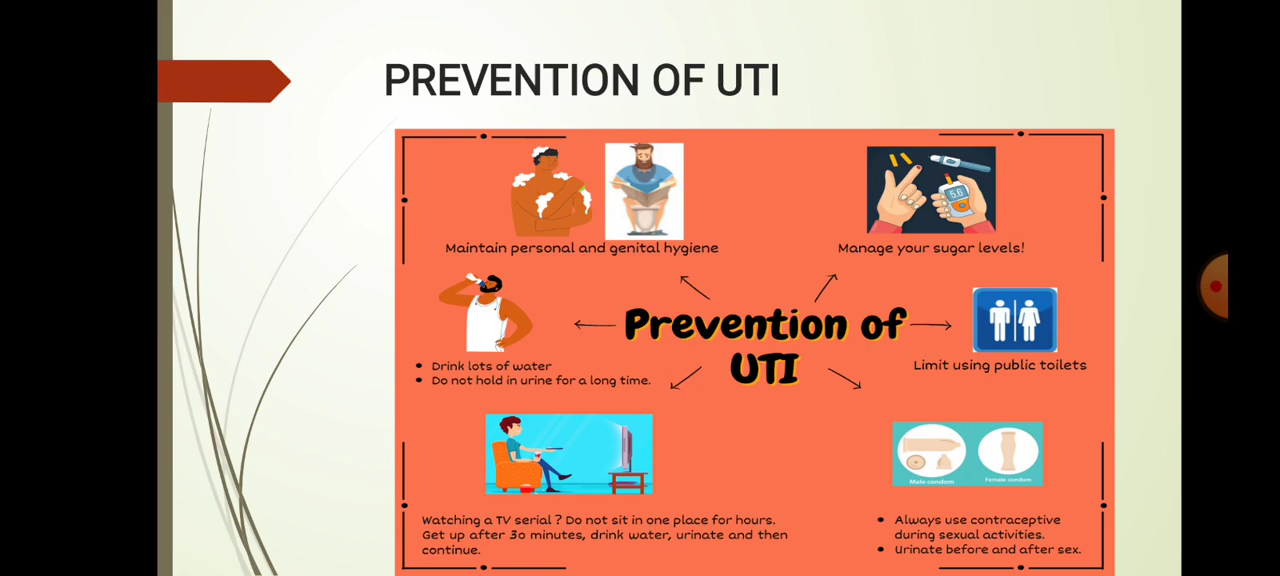 PREVENTION OF UTI
Maintain personal and genital hygiene
5.6
Manage your sugar levels!
Prevention of
UTI
• Drink lots of water
• Do not hold in urine for a long time.
Limit using public toilets
Male condom
Female condom
Watching a TV serial ? Do not sit in one place for hours.
Get up after 30 minutes, drink water, urinate and then
continue.
• Always use contraceptive
during sexual activities.
• Urinate before and after sex.